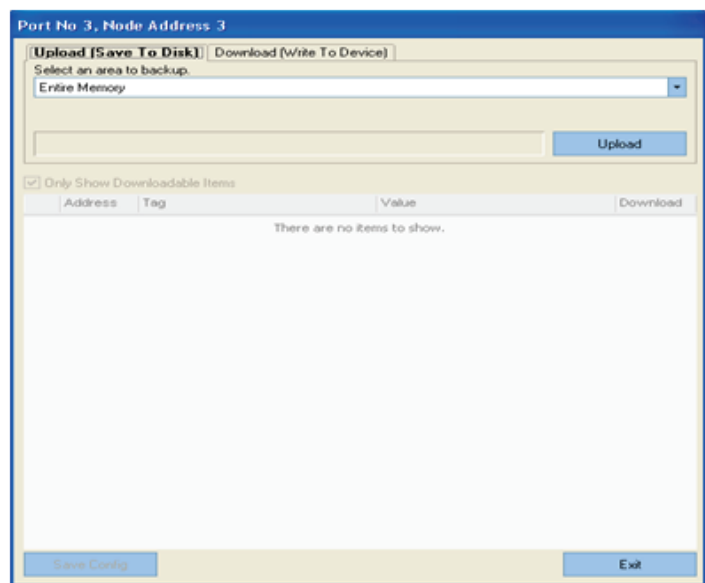 Port No 3, Node Address 3
Upload (Save To Disk) Download (Write To Device)
Select an area to backup.
Entire Memory
Upload
Only Show Downloadable Items
Address Tag Value Download
There are no items to show.
Save Config Exit